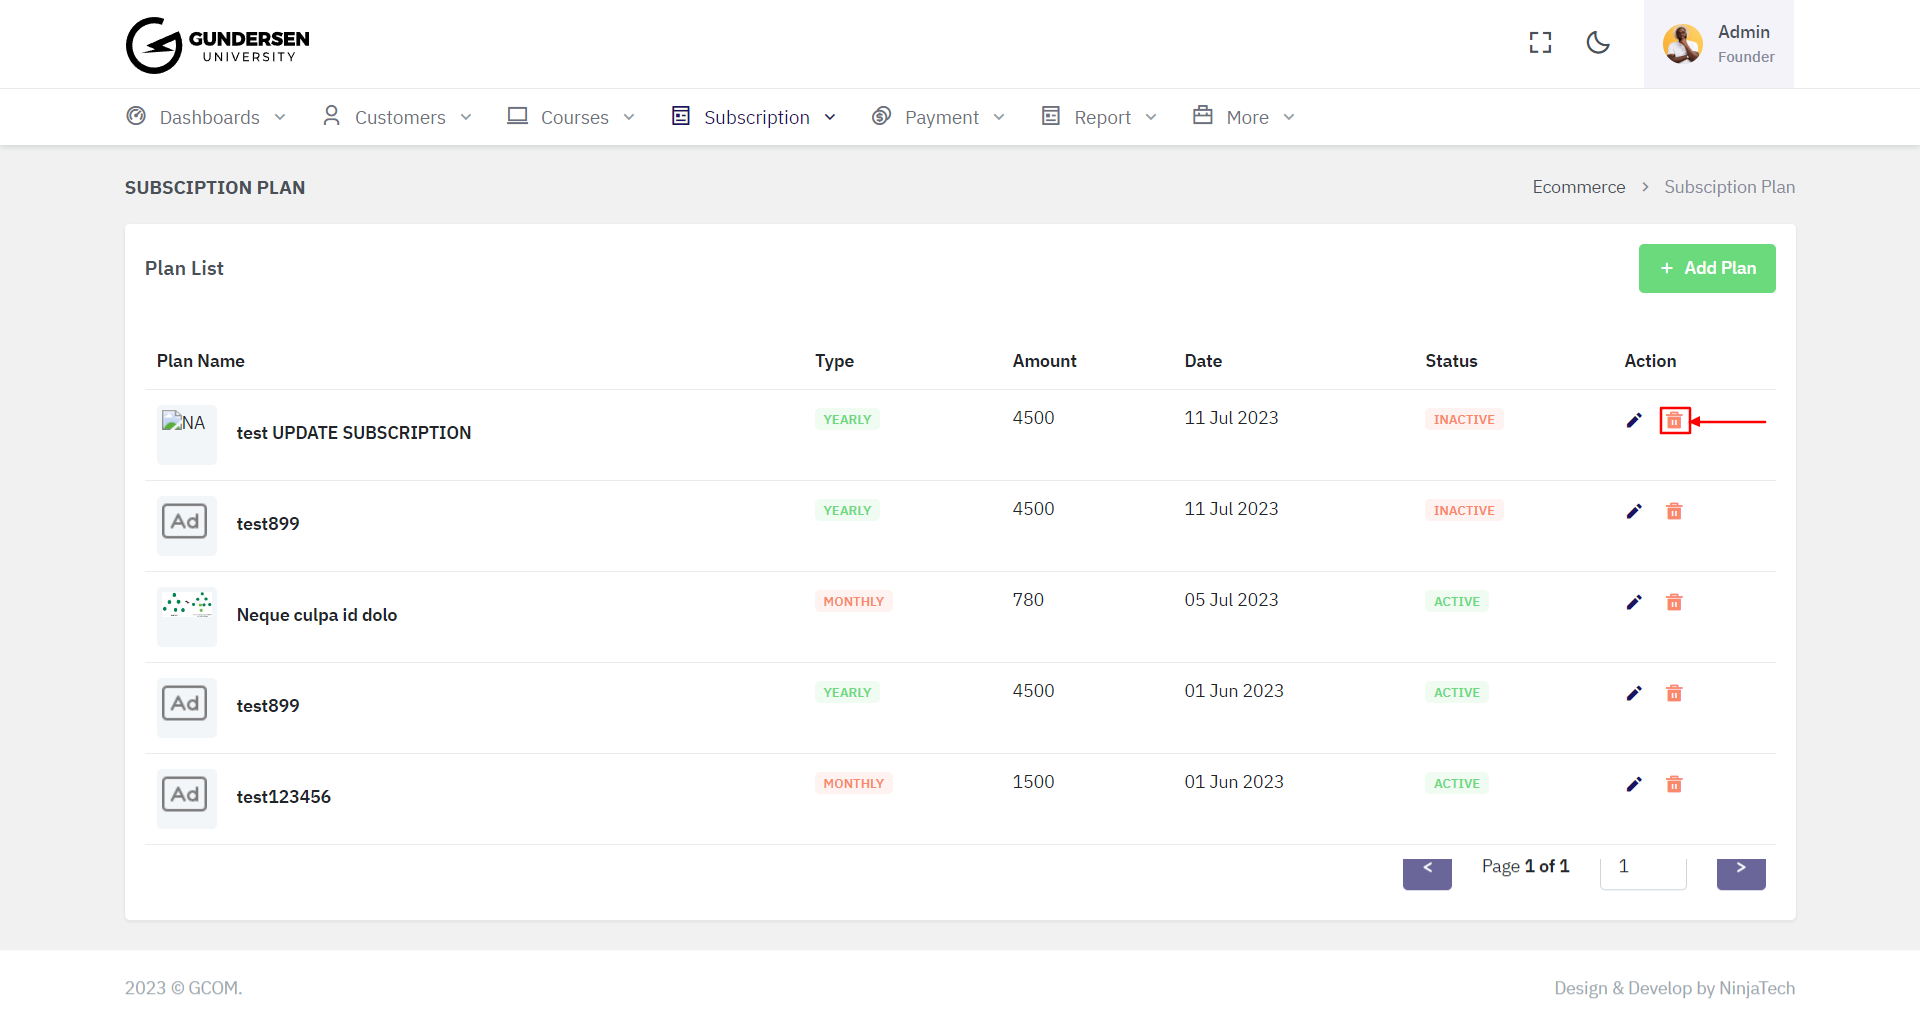 GUNDERSEN
UNIVERSITY
Admin
Founder
Dashboards Customers Courses Subscription Payment Report More
SUBSCIPTION PLAN
Ecommerce > Subsciption Plan
Plan List
+ Add Plan
Plan Name Type Amount Date Status Action
NA test UPDATE SUBSCRIPTION YEARLY 4500 11 Jul 2023 INACTIVE
Ad test899 YEARLY 4500 11 Jul 2023 INACTIVE
Neque culpa id dolo MONTHLY 780 05 Jul 2023 ACTIVE
Ad test899 YEARLY 4500 01 Jun 2023 ACTIVE
Ad test123456 MONTHLY 1500 01 Jun 2023 ACTIVE
< Page 1 of 1 1 >
2023 © GCOM.
Design & Develop by NinjaTech